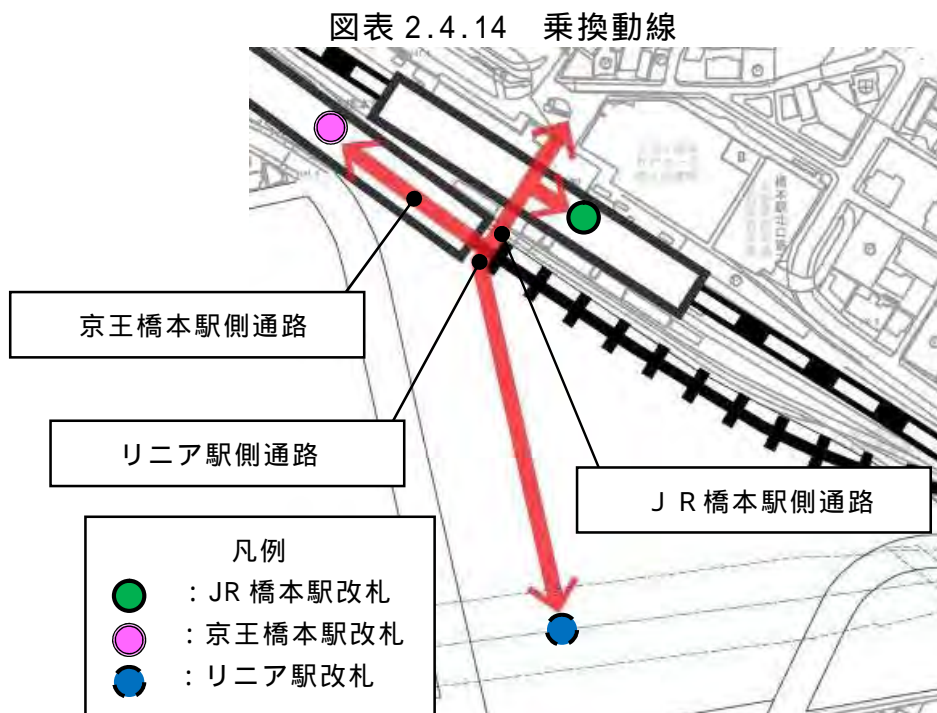 図表 2.4.14 乗換動線
京王橋本駅側通路
リニア駅側通路
ＪＲ橋本駅側通路
凡例
：JR 橋本駅改札
：京王橋本駅改札
：リニア駅改札